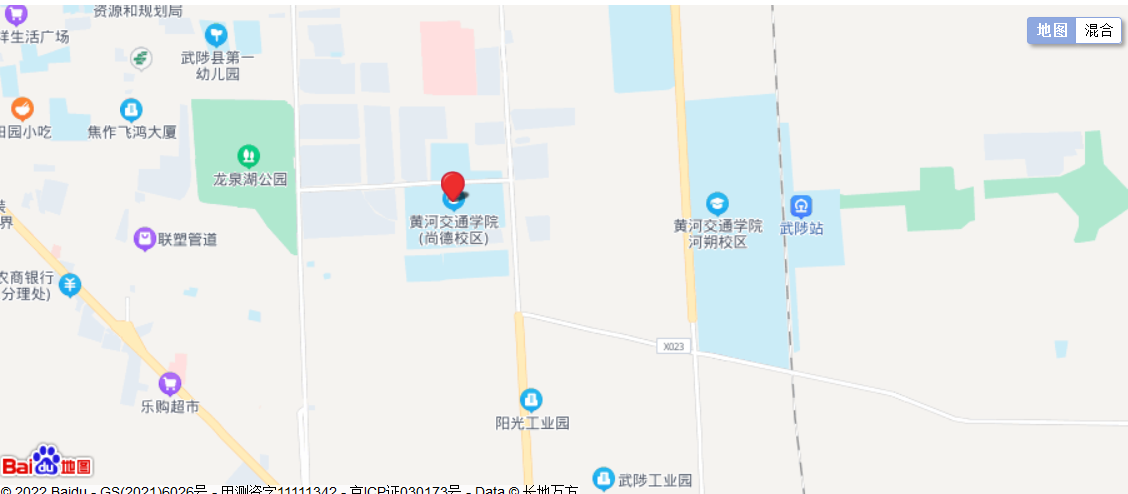 资源和规划局
祥生活广场
武陟县第一
幼儿园
地图
混合
田园小吃
焦作飞鸿大厦
龙泉湖公园
黄河交通学院
(尚德校区)
黄河交通学院
河朔校区
武陟站
界
联塑管道
农商银行
分理处)
X023
乐购超市
阳光工业园
武陟工业园
Bai du 地图
© 2022 Baidu - GS(2021)6026号 - 甲测资字11111342 - 京ICP证030173号 - Data © 长地万方